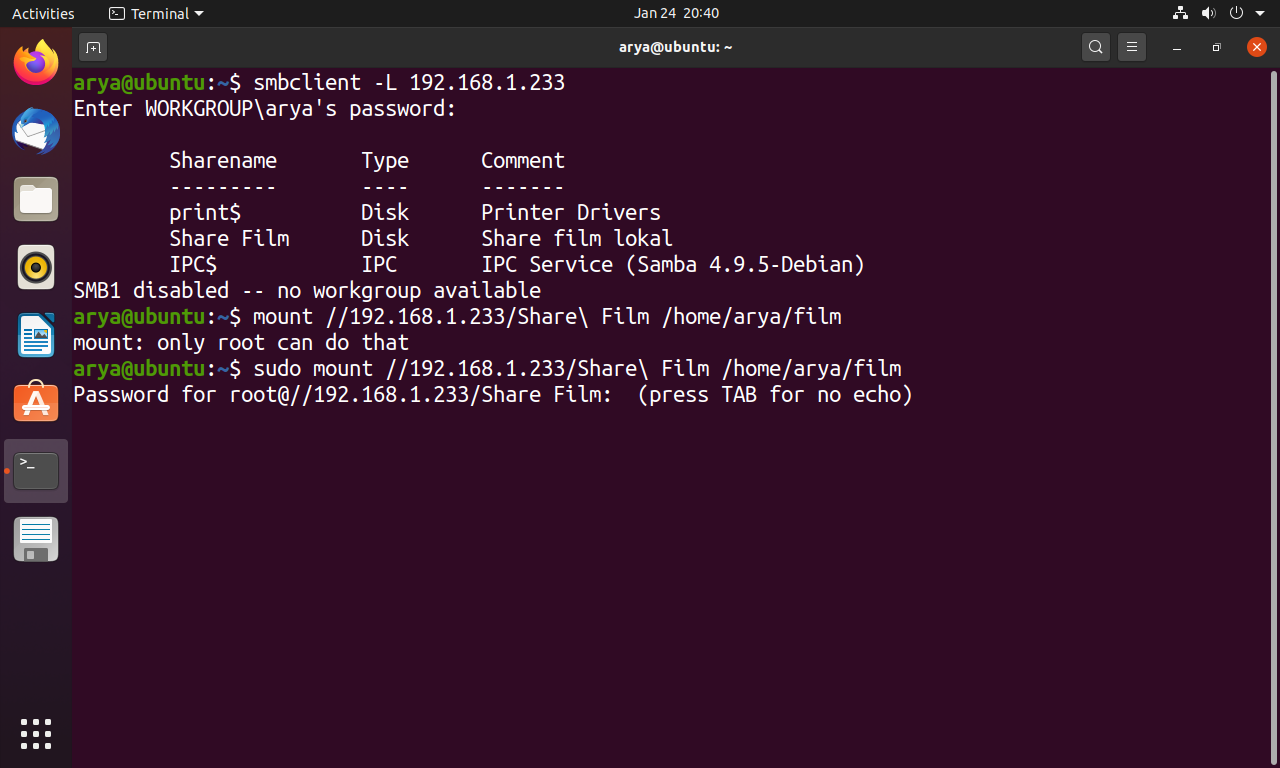 Activities Terminal Jan 24 20:40
arya@ubuntu: ~
arya@ubuntu:~$ smbclient -L 192.168.1.233
Enter WORKGROUP\arya's password:
Sharename Type Comment
--------- ---- -------
print$ Disk Printer Drivers
Share Film Disk Share film lokal
IPC$ IPC IPC Service (Samba 4.9.5-Debian)
SMB1 disabled -- no workgroup available
arya@ubuntu:~$ mount //192.168.1.233/Share\ Film /home/arya/film
mount: only root can do that
arya@ubuntu:~$ sudo mount //192.168.1.233/Share\ Film /home/arya/film
Password for root@//192.168.1.233/Share Film:  (press TAB for no echo)